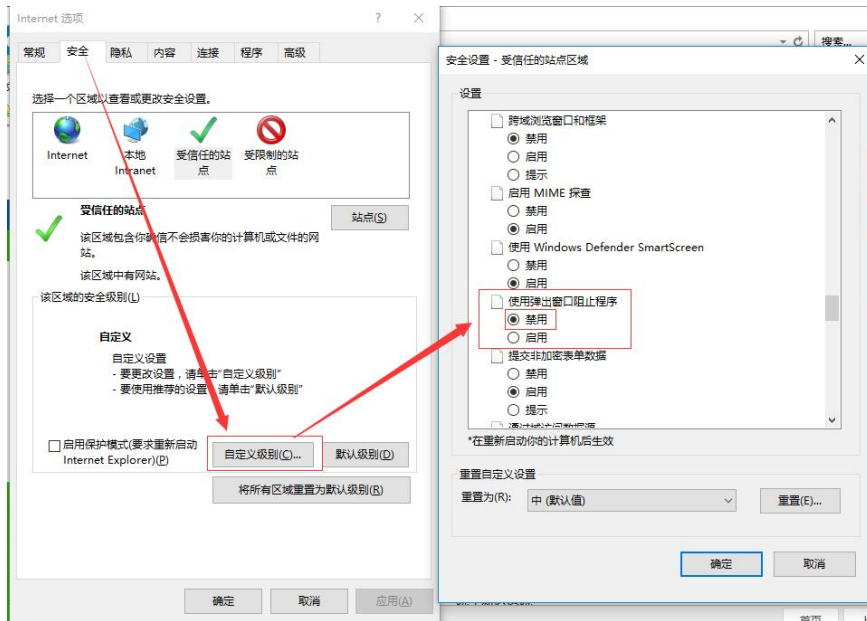 Internet 选项
常规 安全 隐私 内容 连接 程序 高级
选择一个区域以查看或更改安全设置。
Internet
本地
Intranet
受信任的站
点
受限制的站
点
受信任的站点
站点(S)
该区域包含你确信不会损害你的计算机或文件的网
站。
该区域中有网站。
该区域的安全级别(L)
自定义
自定义设置
- 要更改设置，请单击“自定义级别”
- 要使用推荐的设置，请单击“默认级别”
启用保护模式(要求重新启动
Internet Explorer)(P)
自定义级别(C)...
默认级别(D)
将所有区域重置为默认级别(R)
确定 取消 应用(A)
搜索...
安全设置 - 受信任的站点区域
设置
跨域浏览窗口和框架
禁用
启用
提示
启用 MIME 探查
禁用
启用
使用 Windows Defender SmartScreen
禁用
启用
使用弹出窗口阻止程序
禁用
启用
提交非加密表单数据
禁用
启用
提示
通过域访问数据源
*在重新启动你的计算机后生效
重置自定义设置
重置为(R): 中 (默认值) 重置(E)...
确定 取消
首页